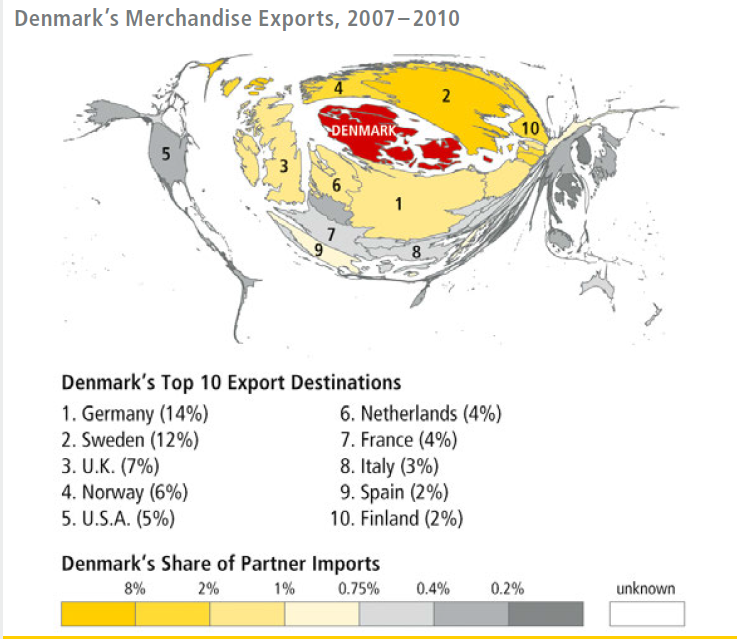 Denmark's Merchandise Exports, 2007–2010
4
2
DENMARK
10
5
3
6
1
7
9
8
Denmark's Top 10 Export Destinations
1. Germany (14%)
2. Sweden (12%)
3. U.K. (7%)
4. Norway (6%)
5. U.S.A. (5%)
6. Netherlands (4%)
7. France (4%)
8. Italy (3%)
9. Spain (2%)
10. Finland (2%)
Denmark's Share of Partner Imports
8% 2% 1% 0.75% 0.4% 0.2% unknown